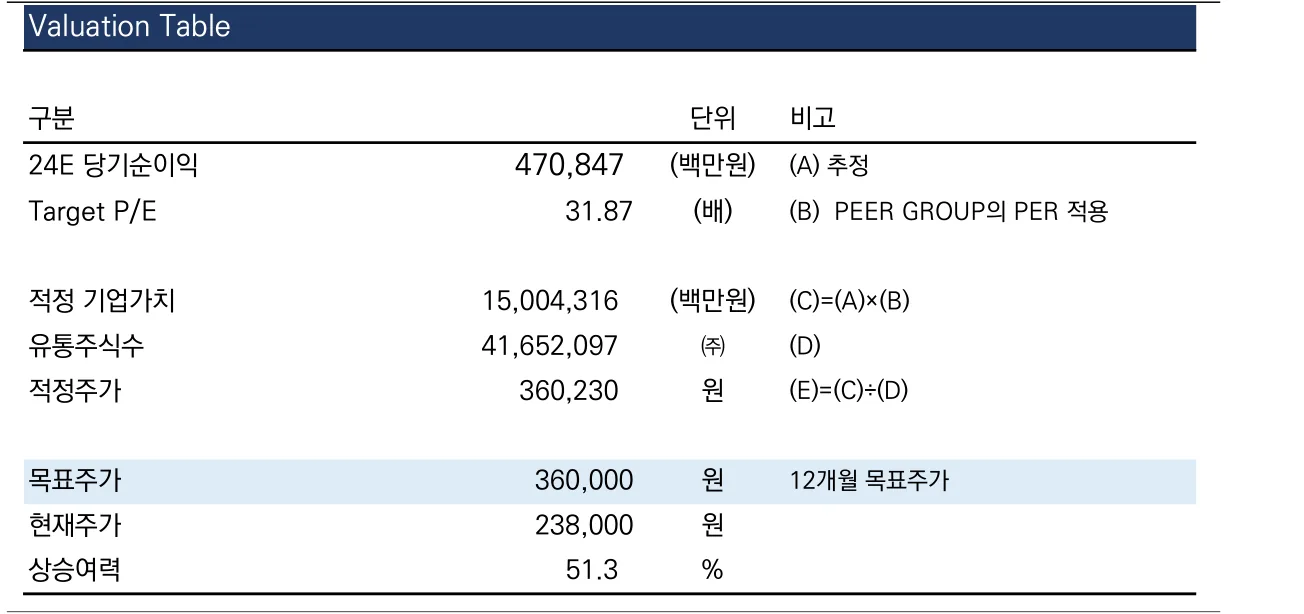 Valuation Table
구분 단위 비고
24E 당기순이익 470,847 (백만원) (A) 추정
Target P/E 31.87 (배) (B) PEER GROUP의 PER 적용
적정 기업가치 15,004,316 (백만원) (C)=(A)×(B)
유통주식수 41,652,097 ㈜ (D)
적정주가 360,230 원 (E)=(C)÷(D)
목표주가 360,000 원 12개월 목표주가
현재주가 238,000 원
상승여력 51.3 %